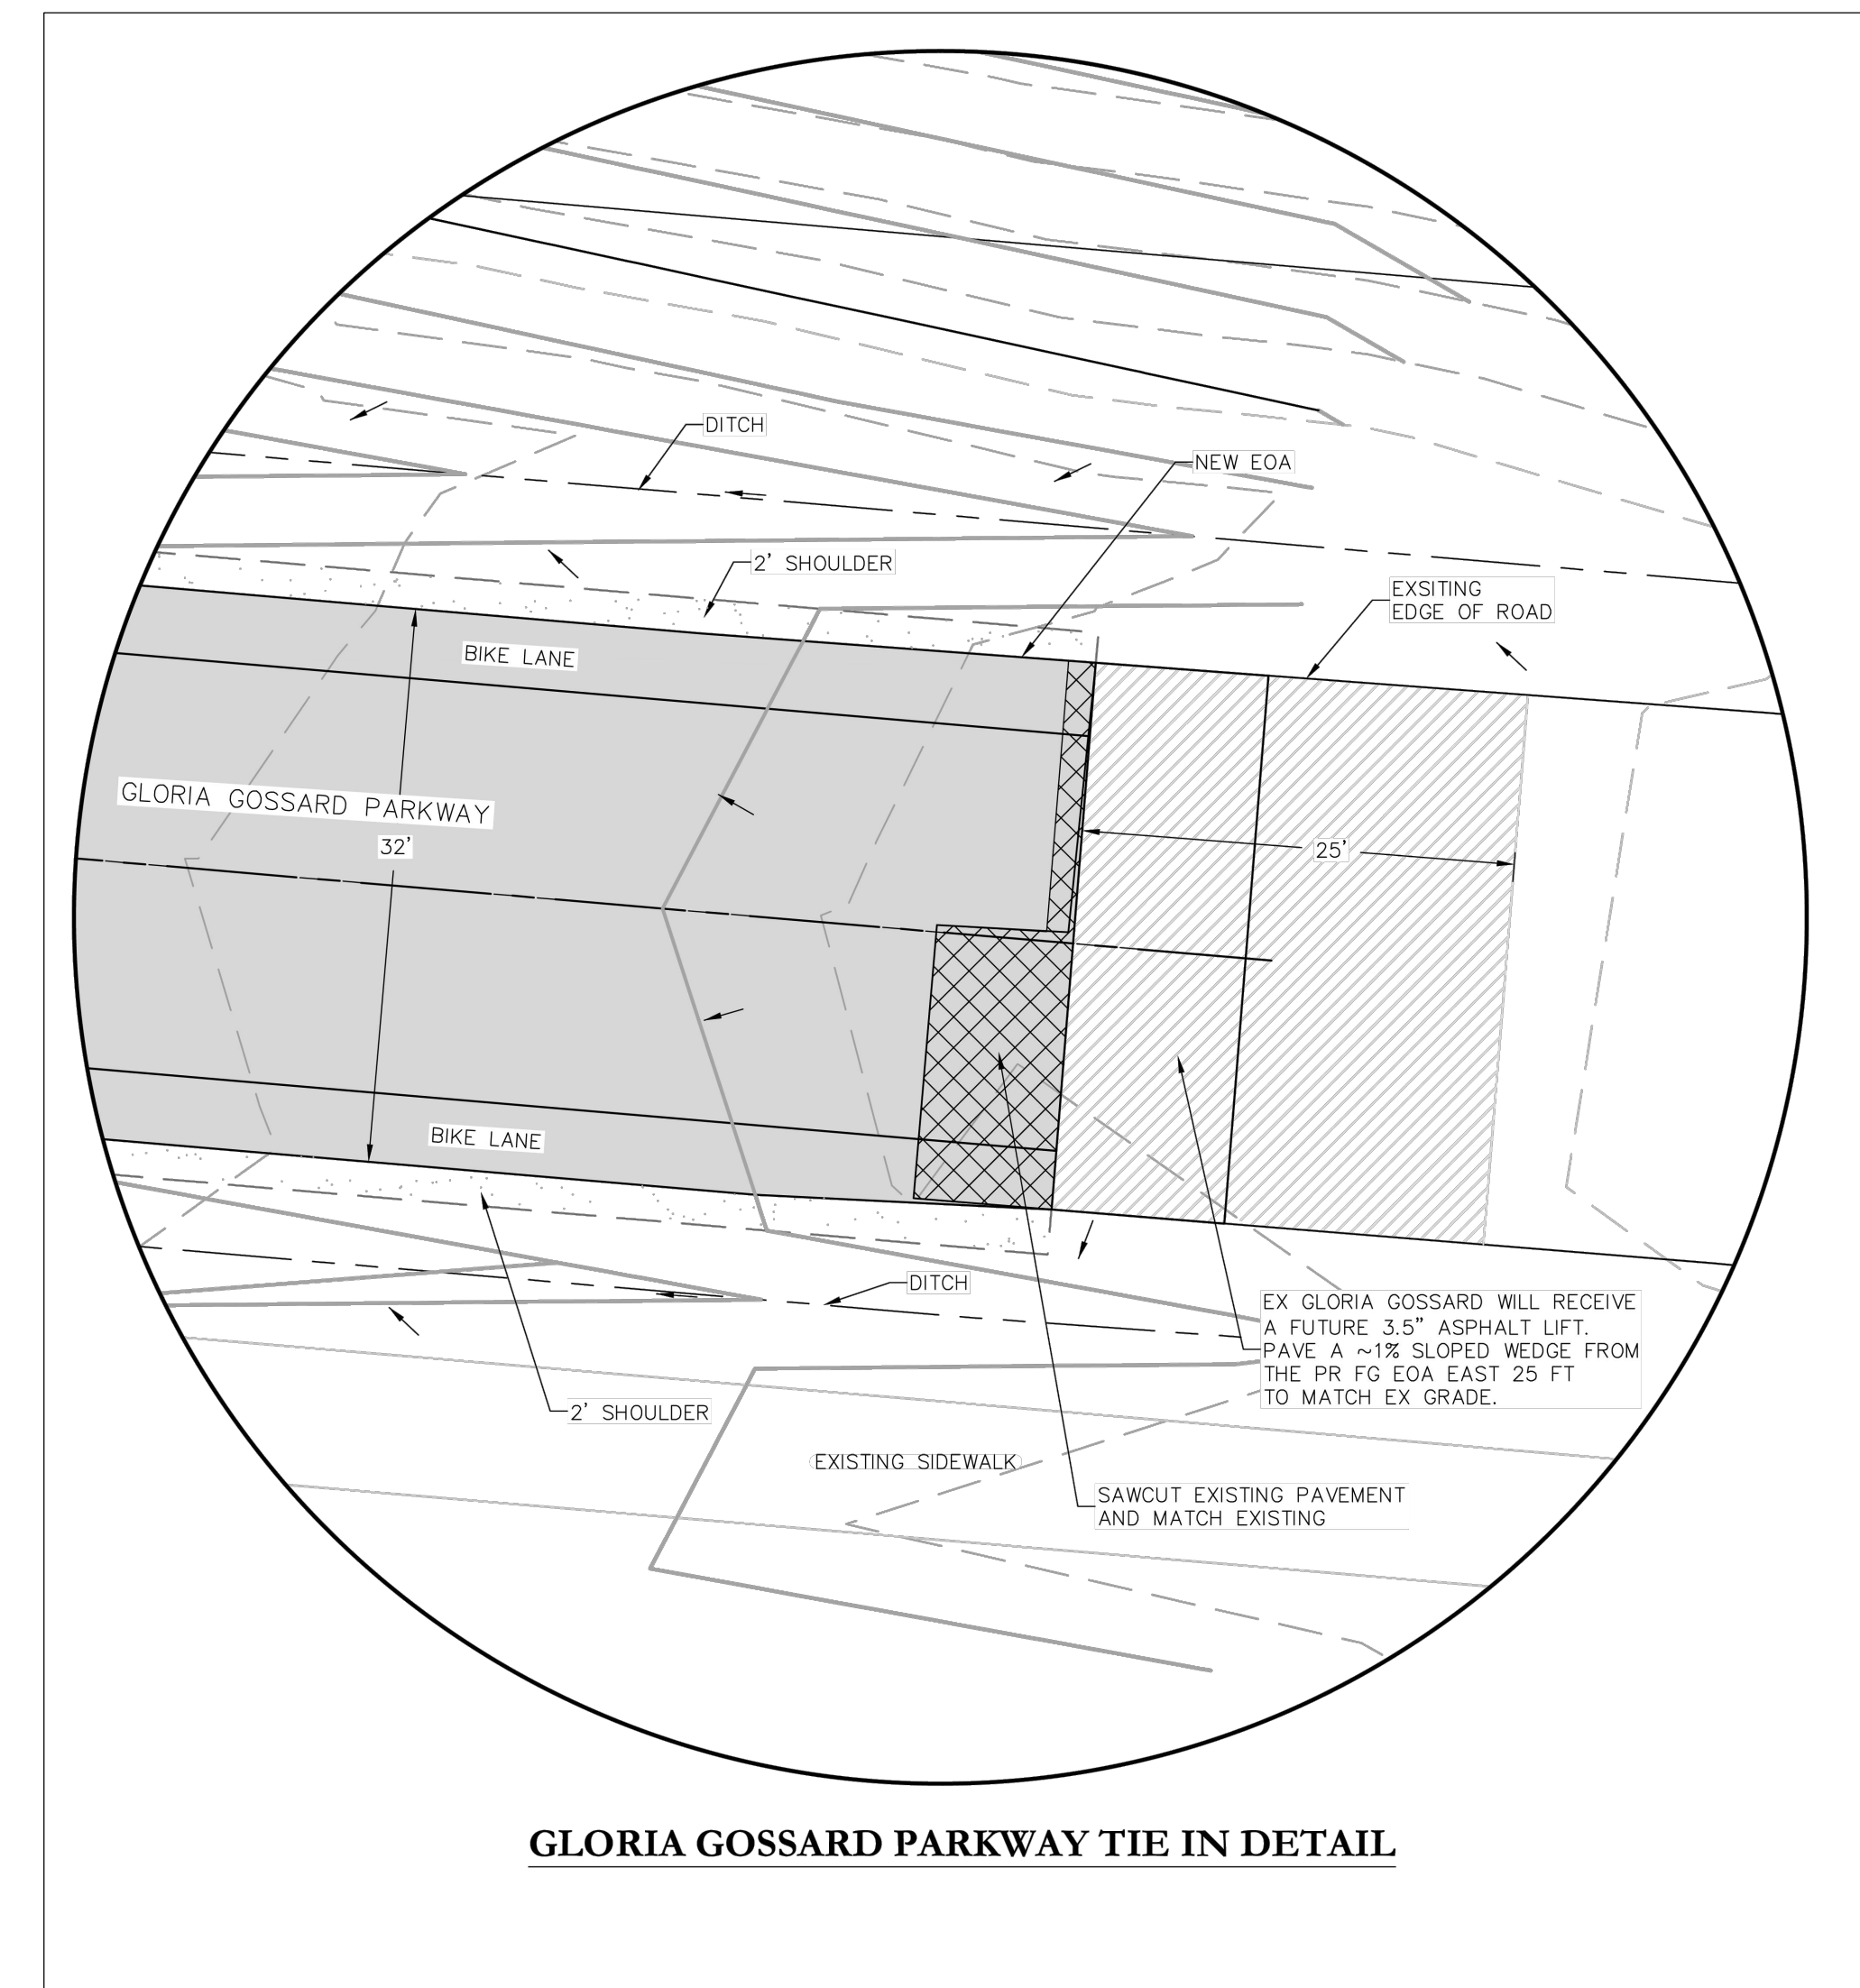 DITCH
NEW EOA
2' SHOULDER
EXSITING
EDGE OF ROAD
BIKE LANE
GLORIA GOSSARD PARKWAY
32'
25'
BIKE LANE
DITCH
EX GLORIA GOSSARD WILL RECEIVE
A FUTURE 3.5" ASPHALT LIFT.
PAVE A ~1% SLOPED WEDGE FROM
THE PR FG EOA EAST 25 FT
TO MATCH EX GRADE.
2' SHOULDER
EXISTING SIDEWALK
SAWCUT EXISTING PAVEMENT
AND MATCH EXISTING
GLORIA GOSSARD PARKWAY TIE IN DETAIL